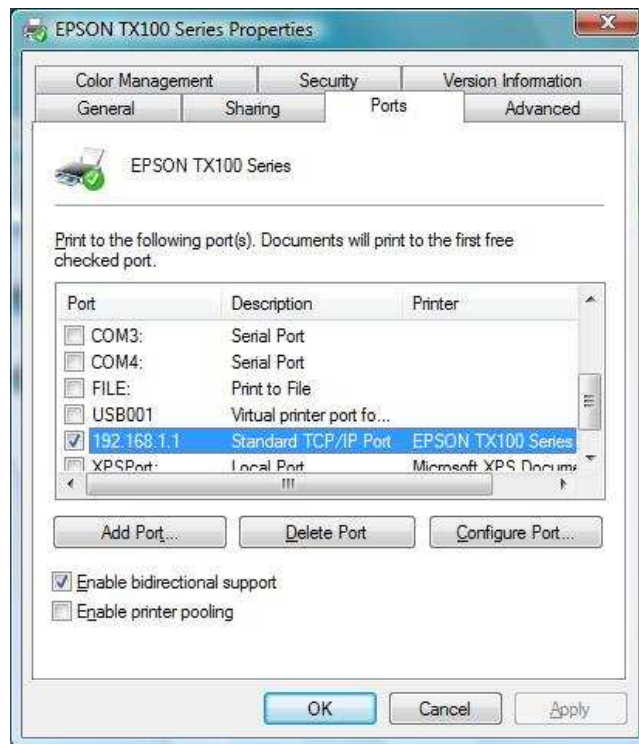 EPSON TX100 Series Properties
Color Management Security Version Information
General Sharing Ports Advanced
EPSON TX100 Series
Print to the following port(s). Documents will print to the first free
checked port.
Port Description Printer
COM3: Serial Port
COM4: Serial Port
FILE: Print to File
USB001 Virtual printer port fo...
192.168.1.1 Standard TCP/IP Port EPSON TX100 Series
XPSPort: Local Port Microsoft XPS Docume
Add Port... Delete Port Configure Port...
Enable bidirectional support
Enable printer pooling
OK Cancel Apply